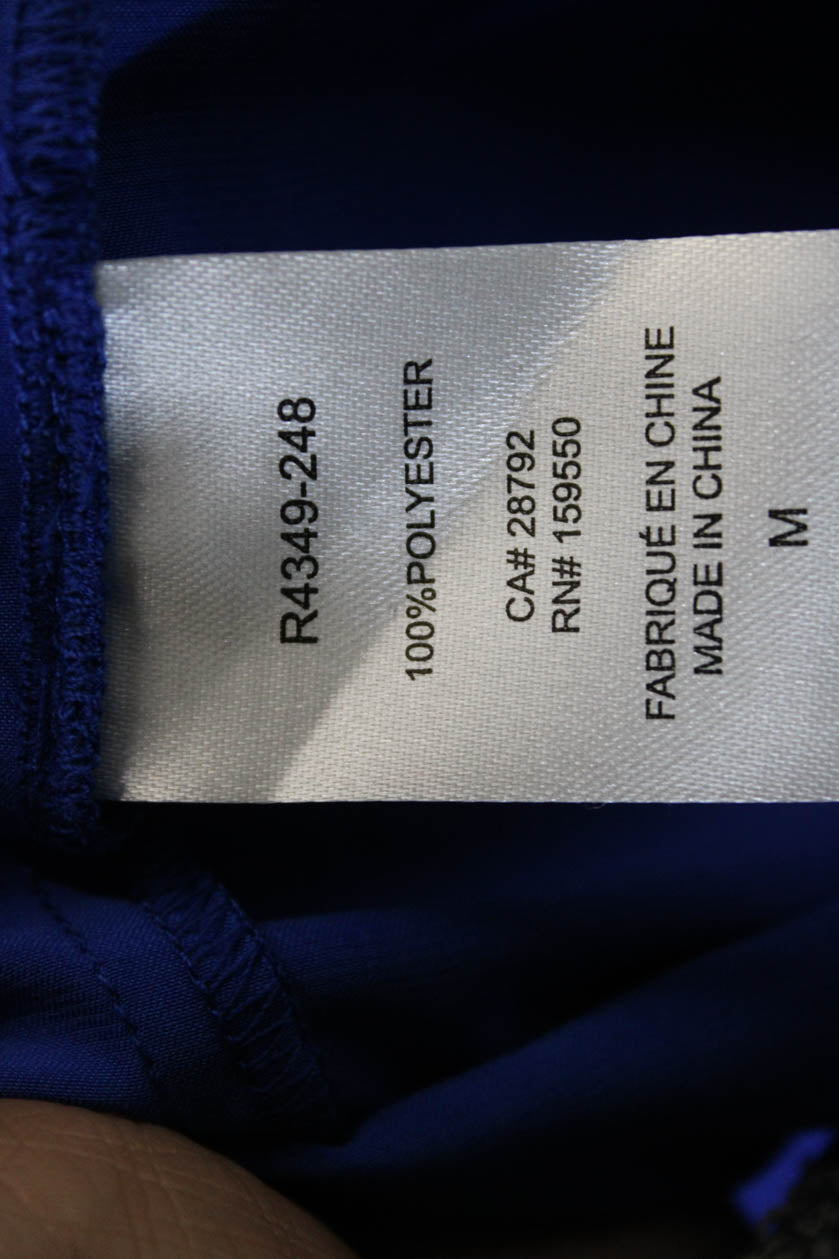 R4349-248
100%POLYESTER
CA# 28792
RN# 159550
FABRIQUÉ EN CHINE
MADE IN CHINA
M